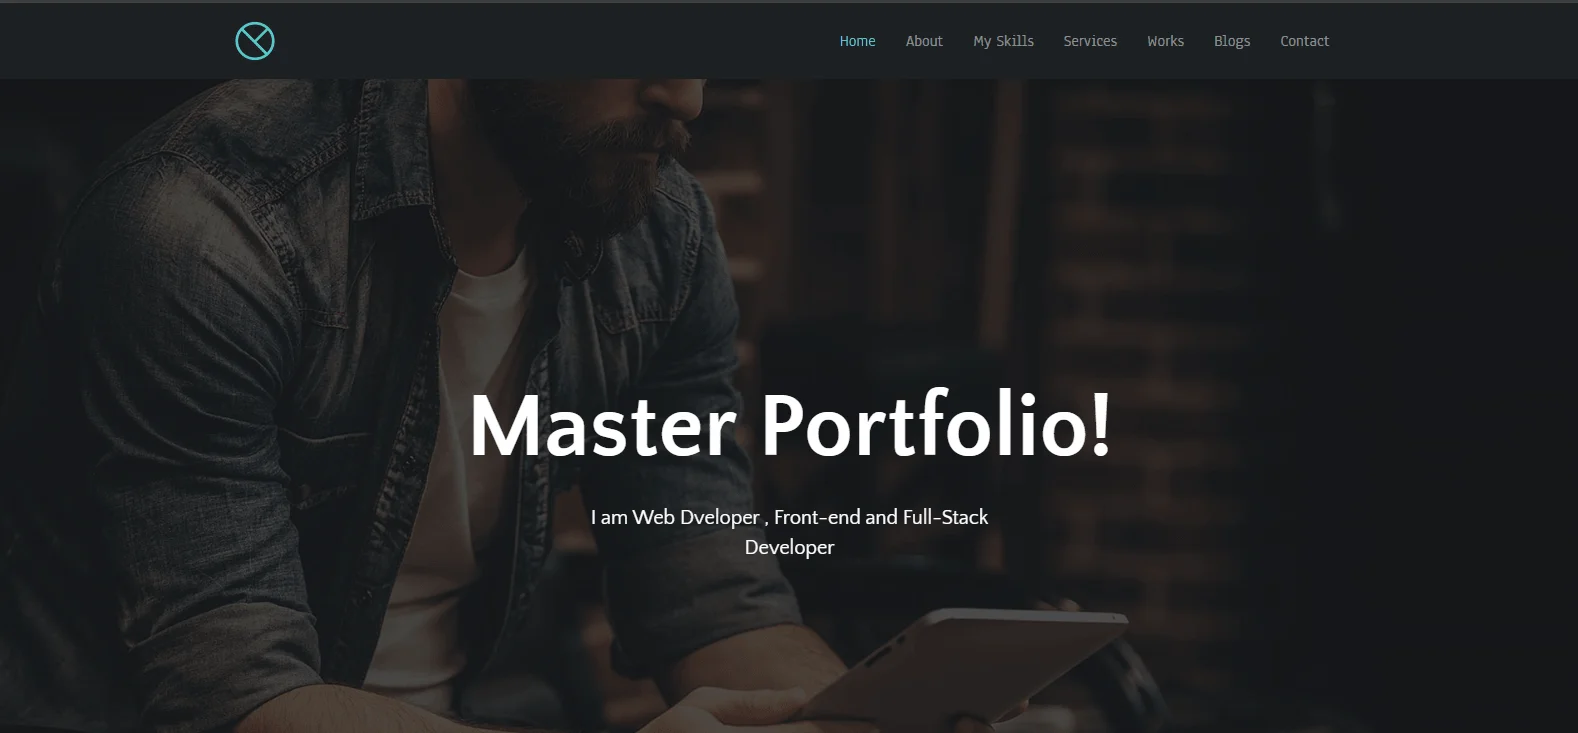 Home About My Skills Services Works Blogs Contact
Master Portfolio!
I am Web Dveloper , Front-end and Full-Stack
Developer